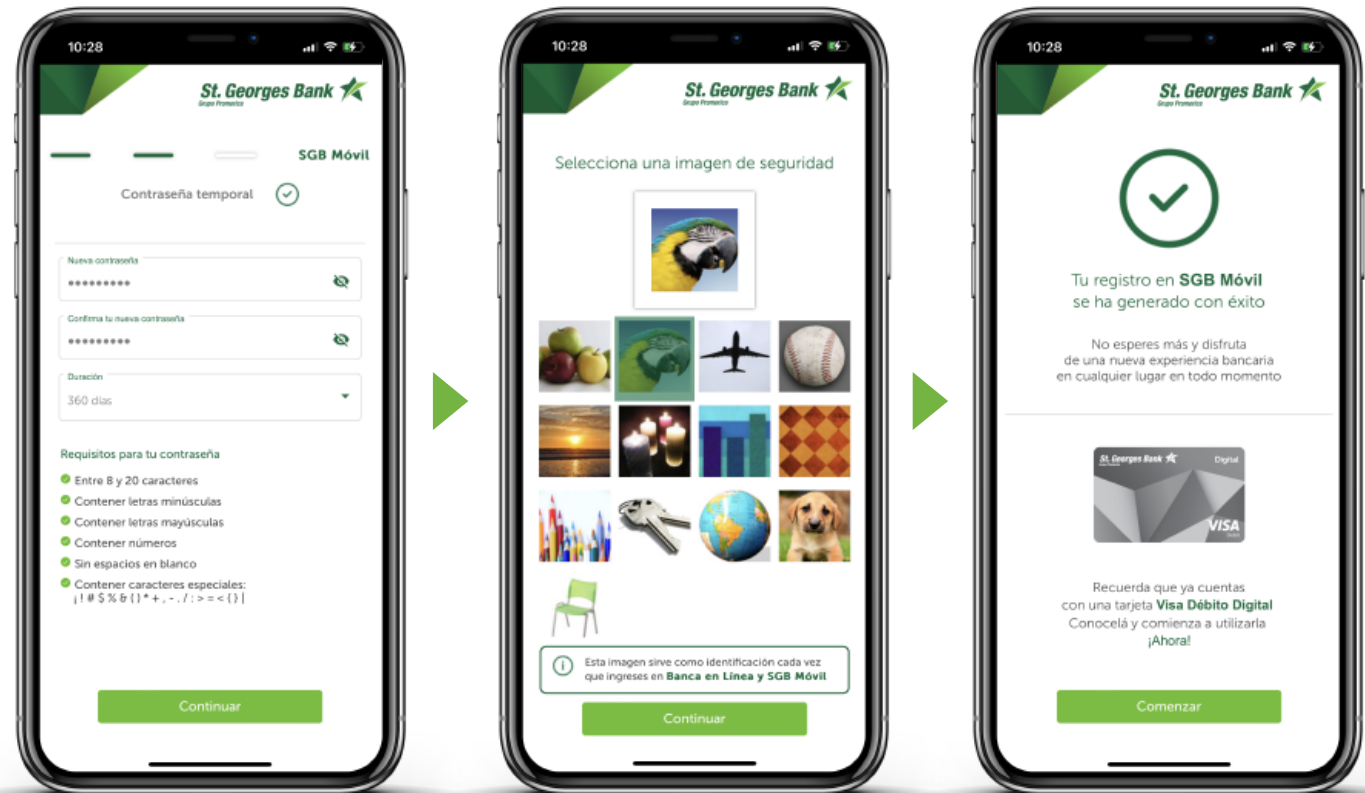 10:28
St. Georges Bank
Grupo Promerica
SGB Móvil
Contraseña temporal
Nueva contraseña
•••••••••
Confirma tu nueva contraseña
•••••••••
Duración
360 días
Requisitos para tu contraseña
Entre 8 y 20 caracteres
Contener letras minúsculas
Contener letras mayúsculas
Contener números
Sin espacios en blanco
Contener caracteres especiales:
¡ ! # $ % & ( ) * + , - . / : > = < { } |
Continuar
10:28
St. Georges Bank
Grupo Promerica
Selecciona una imagen de seguridad
Esta imagen sirve como identificación cada vez
que ingreses en Banca en Línea y SGB Móvil
Continuar
10:28
St. Georges Bank
Grupo Promerica
Tu registro en SGB Móvil
se ha generado con éxito
No esperes más y disfruta
de una nueva experiencia bancaria
en cualquier lugar en todo momento
St. Georges Bank
Digital
VISA
Recuerda que ya cuentas
con una tarjeta Visa Débito Digital
Conocelá y comienza a utilizarla
¡Ahora!
Comenzar